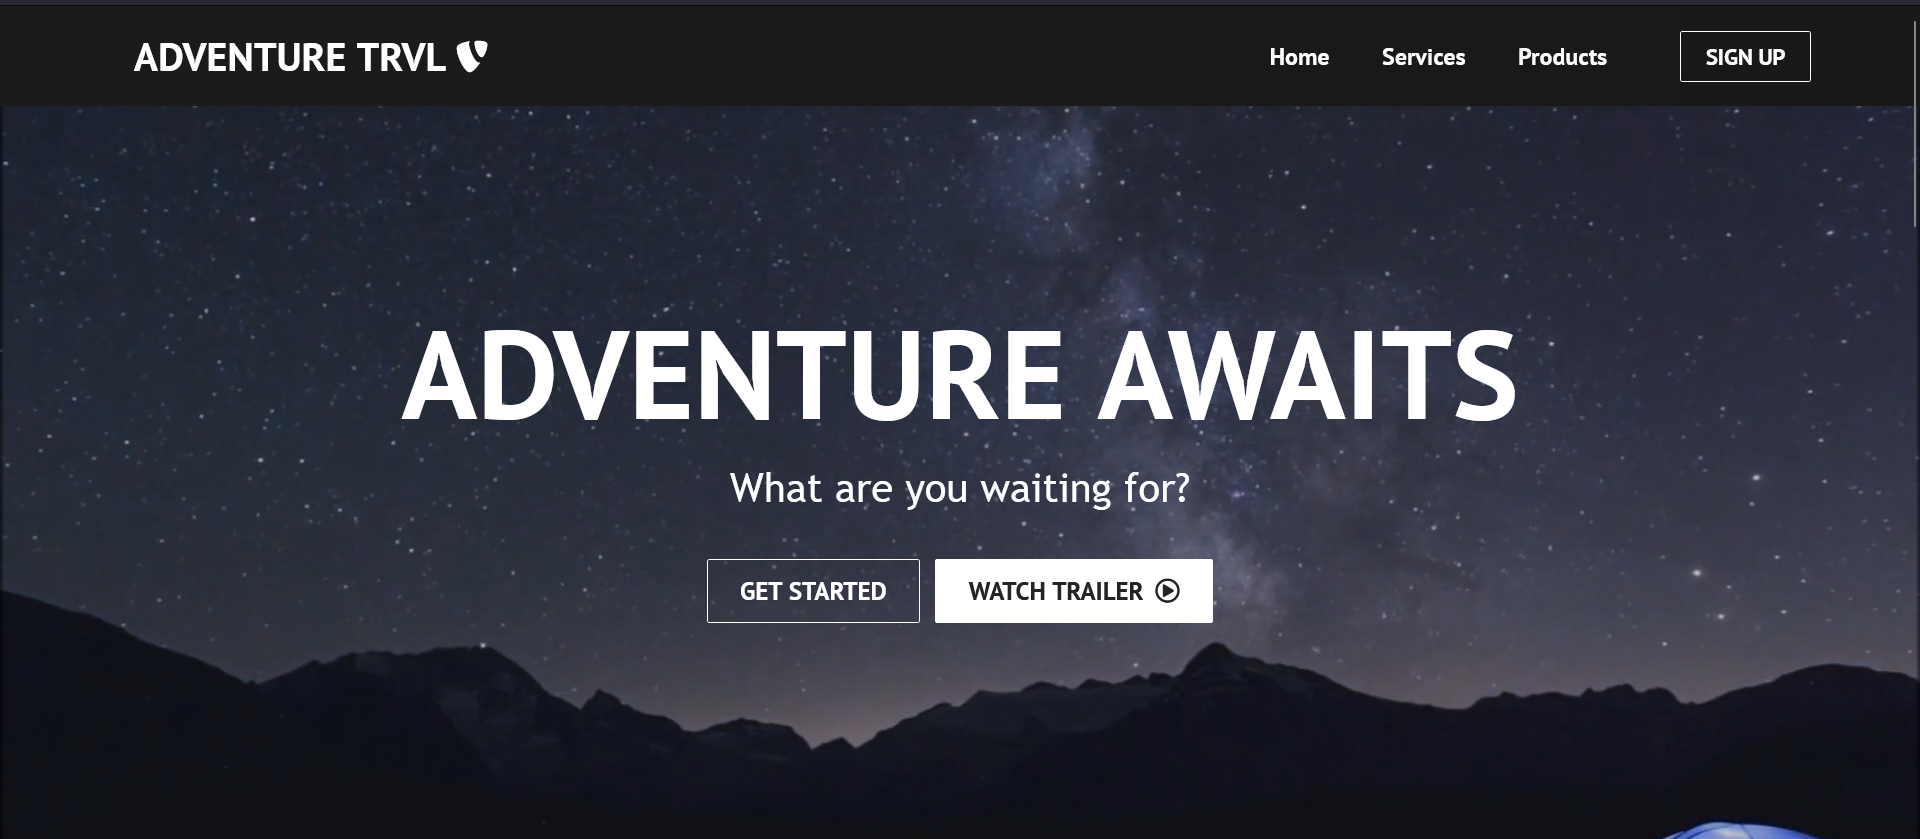 ADVENTURE TRVL
Home Services Products SIGN UP
ADVENTURE AWAITS
What are you waiting for?
GET STARTED WATCH TRAILER